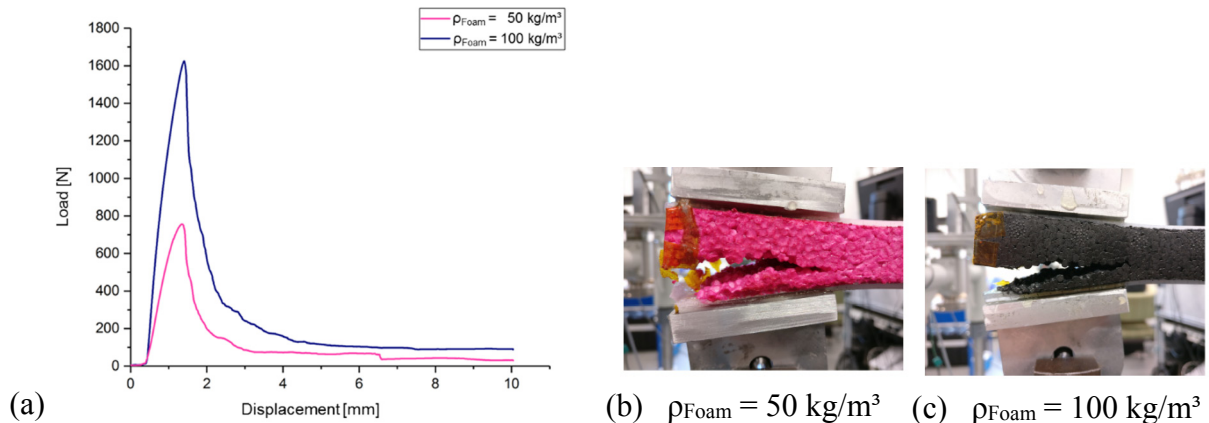 ρFoam = 50 kg/m³
ρFoam = 100 kg/m³
1800
1600
1400
1200
1000
800
600
400
200
0
Load [N]
0 2 4 6 8 10
Displacement [mm]
(a)
(b) ρFoam = 50 kg/m³ (c) ρFoam = 100 kg/m³